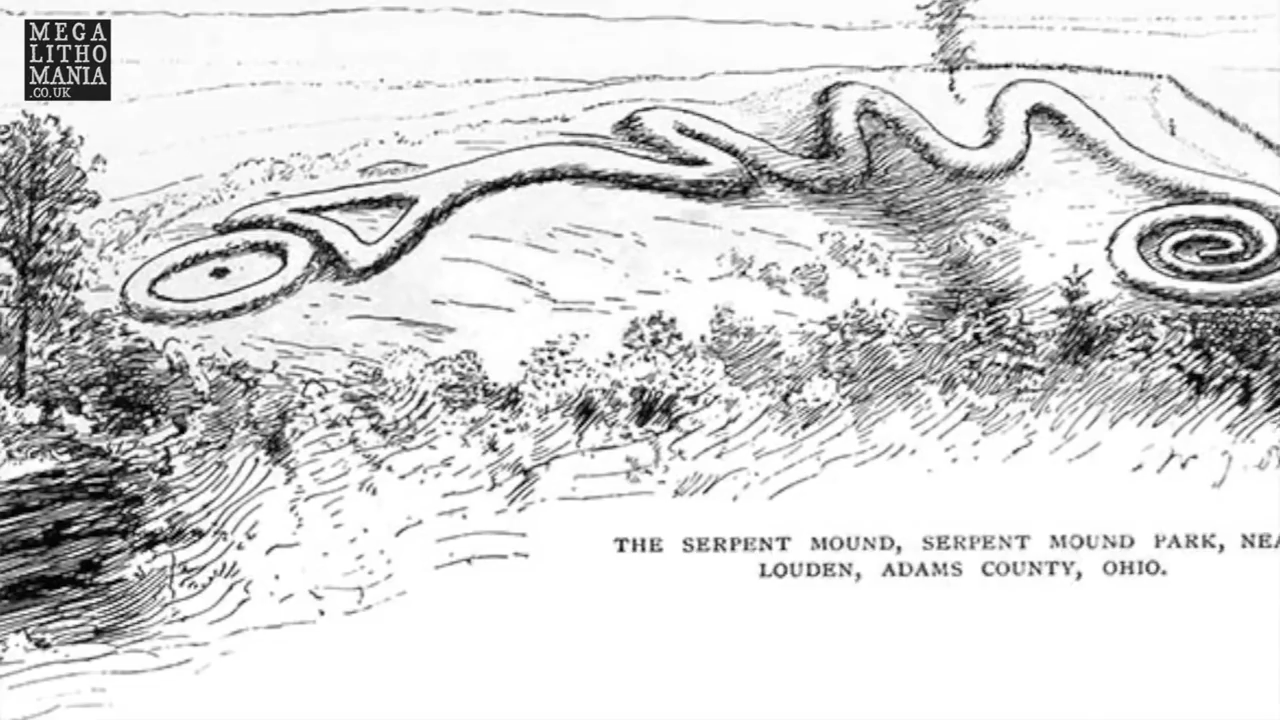 MEGA
LITHO
MANIA
.CO.UK
THE SERPENT MOUND, SERPENT MOUND PARK, NEA
LOUDEN, ADAMS COUNTY, OHIO.